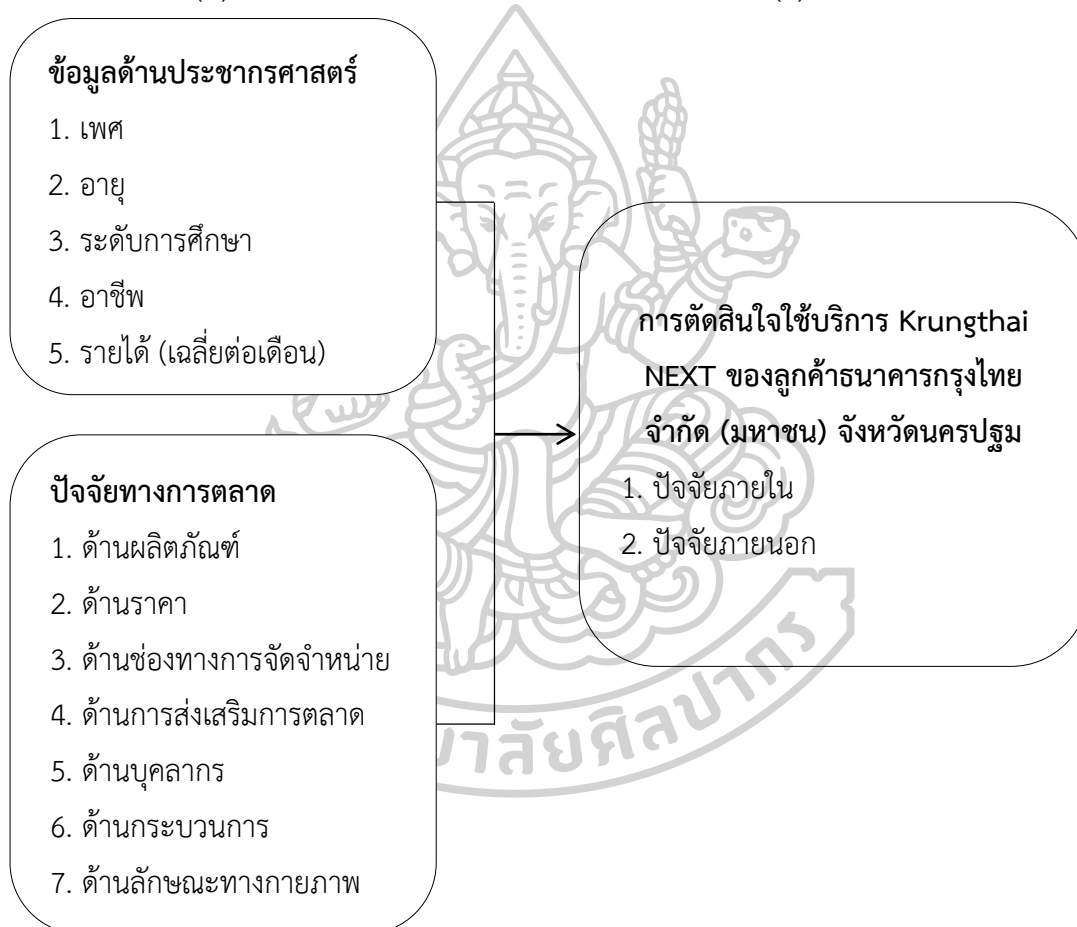 ข้อมูลด้านประชากรศาสตร์
1. เพศ
2. อายุ
3. ระดับการศึกษา
4. อาชีพ
5. รายได้ (เฉลี่ยต่อเดือน)
ปัจจัยทางการตลาด
1. ด้านผลิตภัณฑ์
2. ด้านราคา
3. ด้านช่องทางการจัดจำหน่าย
4. ด้านการส่งเสริมการตลาด
5. ด้านบุคลากร
6. ด้านกระบวนการ
7. ด้านลักษณะทางกายภาพ
การตัดสินใจใช้บริการ Krungthai
NEXT ของลูกค้าธนาคารกรุงไทย
จำกัด (มหาชน) จังหวัดนครปฐม
1. ปัจจัยภายใน
2. ปัจจัยภายนอก
ยาลัยศิลปากร